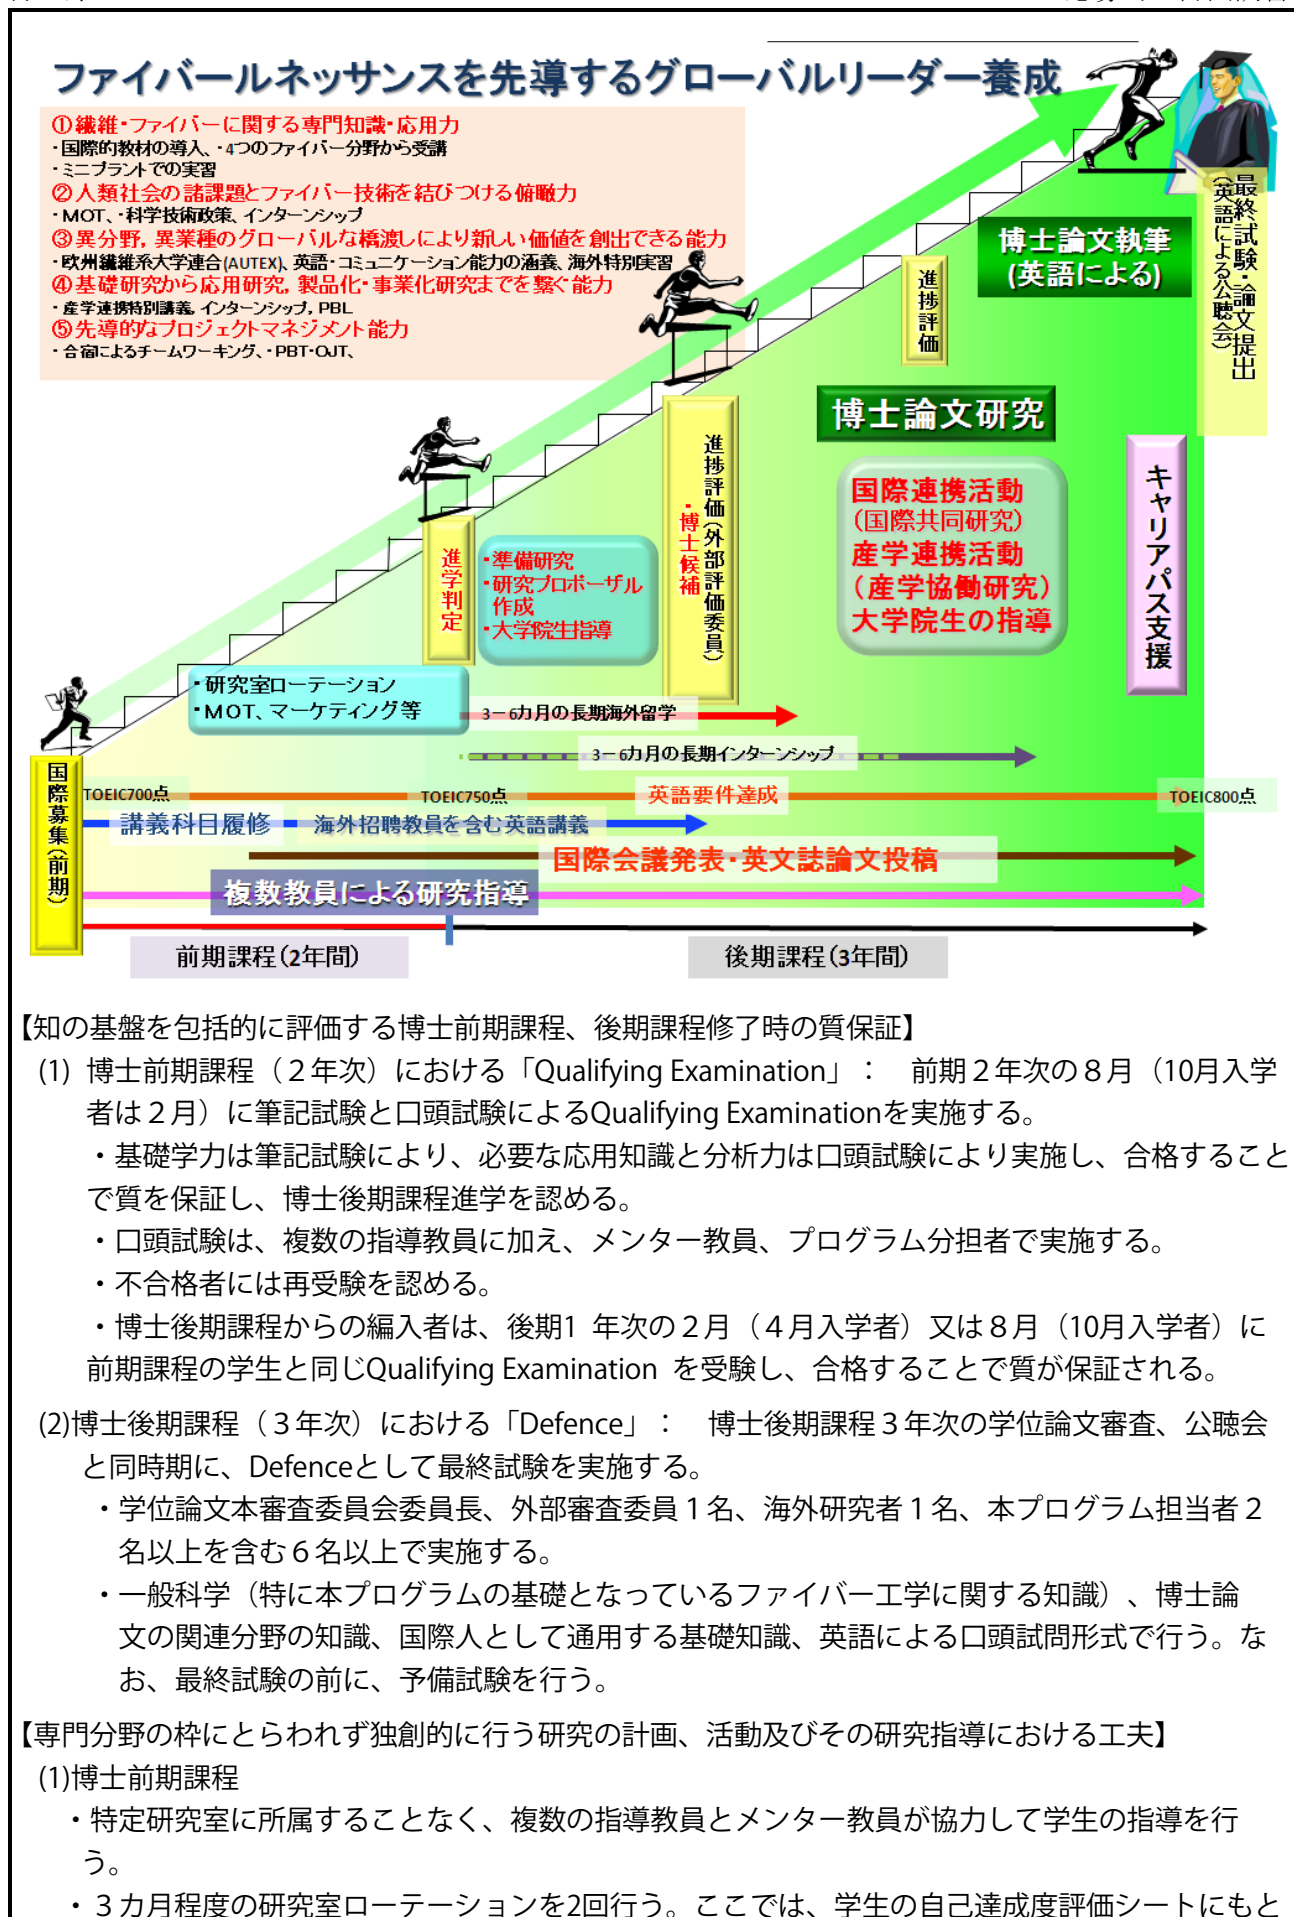 ファイバールネッサンスを先導するグローバルリーダー養成
①繊維・ファイバーに関する専門知識・応用力
・国際的教材の導入、・4つのファイバー分野から受講
・ミニプラントでの実習
②人類社会の諸課題とファイバー技術を結びつける俯瞰力
・MOT、・科学技術政策、インターンシップ
③異分野，異業種のグローバルな橋渡しにより新しい価値を創出できる能力
・欧州繊維系大学連合(AUTEX)、英語・コミュニケーション能力の涵養、海外特別実習
④基礎研究から応用研究，製品化・事業化研究までを繋ぐ能力
・産学連携特別講義，インターンシップ，PBL
⑤先導的なプロジェクトマネジメント能力
・合宿によるチームワーキング、・PBT・OJT、
最終試験・論文提出
(英語による公聴会)
博士論文執筆
(英語による)
進捗評価
博士論文研究
進捗評価(外部評価委員)
・博士候補
国際連携活動
(国際共同研究)
産学連携活動
(産学協働研究)
大学院生の指導
キャリアパス支援
進学判定
・準備研究
・研究プロポーザル
作成
・大学院生指導
・研究室ローテーション
・MOT、マーケティング等
3－6カ月の長期海外留学
3－6カ月の長期インターンシップ
国際募集(前期)
TOEIC700点
TOEIC750点
英語要件達成
TOEIC800点
講義科目履修
海外招聘教員を含む英語講義
国際会議発表・英文誌論文投稿
複数教員による研究指導
前期課程(2年間)
後期課程(3年間)
【知の基盤を包括的に評価する博士前期課程、後期課程修了時の質保証】
(1) 博士前期課程（２年次）における「Qualifying Examination」：　前期２年次の８月（10月入学
者は２月）に筆記試験と口頭試験によるQualifying Examinationを実施する。
・基礎学力は筆記試験により、必要な応用知識と分析力は口頭試験により実施し、合格すること
で質を保証し、博士後期課程進学を認める。
・口頭試験は、複数の指導教員に加え、メンター教員、プログラム分担者で実施する。
・不合格者には再受験を認める。
・博士後期課程からの編入者は、後期1 年次の２月（４月入学者）又は８月（10月入学者）に
前期課程の学生と同じQualifying Examination を受験し、合格することで質が保証される。
(2)博士後期課程（３年次）における「Defence」：　博士後期課程３年次の学位論文審査、公聴会
と同時期に、Defenceとして最終試験を実施する。
・学位論文本審査委員会委員長、外部審査委員１名、海外研究者１名、本プログラム担当者２
名以上を含む６名以上で実施する。
・一般科学（特に本プログラムの基礎となっているファイバー工学に関する知識）、博士論
文の関連分野の知識、国際人として通用する基礎知識、英語による口頭試問形式で行う。な
お、最終試験の前に、予備試験を行う。
【専門分野の枠にとらわれず独創的に行う研究の計画、活動及びその研究指導における工夫】
(1)博士前期課程
・特定研究室に所属することなく、複数の指導教員とメンター教員が協力して学生の指導を行
う。
・３カ月程度の研究室ローテーションを2回行う。ここでは、学生の自己達成度評価シートにもと